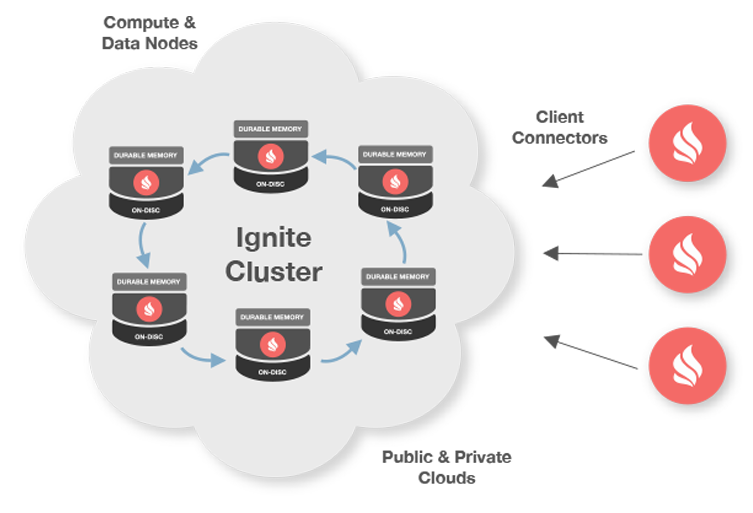 Compute &
Data Nodes
Client
Connectors
DURABLE MEMORY
ON-DISC
DURABLE MEMORY
ON-DISC
DURABLE MEMORY
ON-DISC
Ignite
Cluster
DURABLE MEMORY
ON-DISC
DURABLE MEMORY
ON-DISC
DURABLE MEMORY
ON-DISC
Public & Private
Clouds